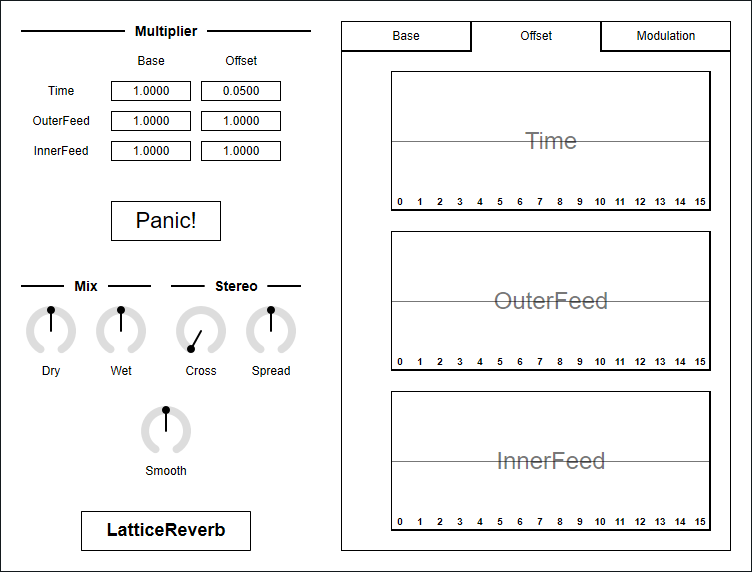 Multiplier
Base Offset
Time 1.0000 0.0500
OuterFeed 1.0000 1.0000
InnerFeed 1.0000 1.0000
Panic!
Mix Stereo
Dry Wet Cross Spread
Smooth
LatticeReverb
Base Offset Modulation
Time
0 1 2 3 4 5 6 7 8 9 10 11 12 13 14 15
OuterFeed
0 1 2 3 4 5 6 7 8 9 10 11 12 13 14 15
InnerFeed
0 1 2 3 4 5 6 7 8 9 10 11 12 13 14 15